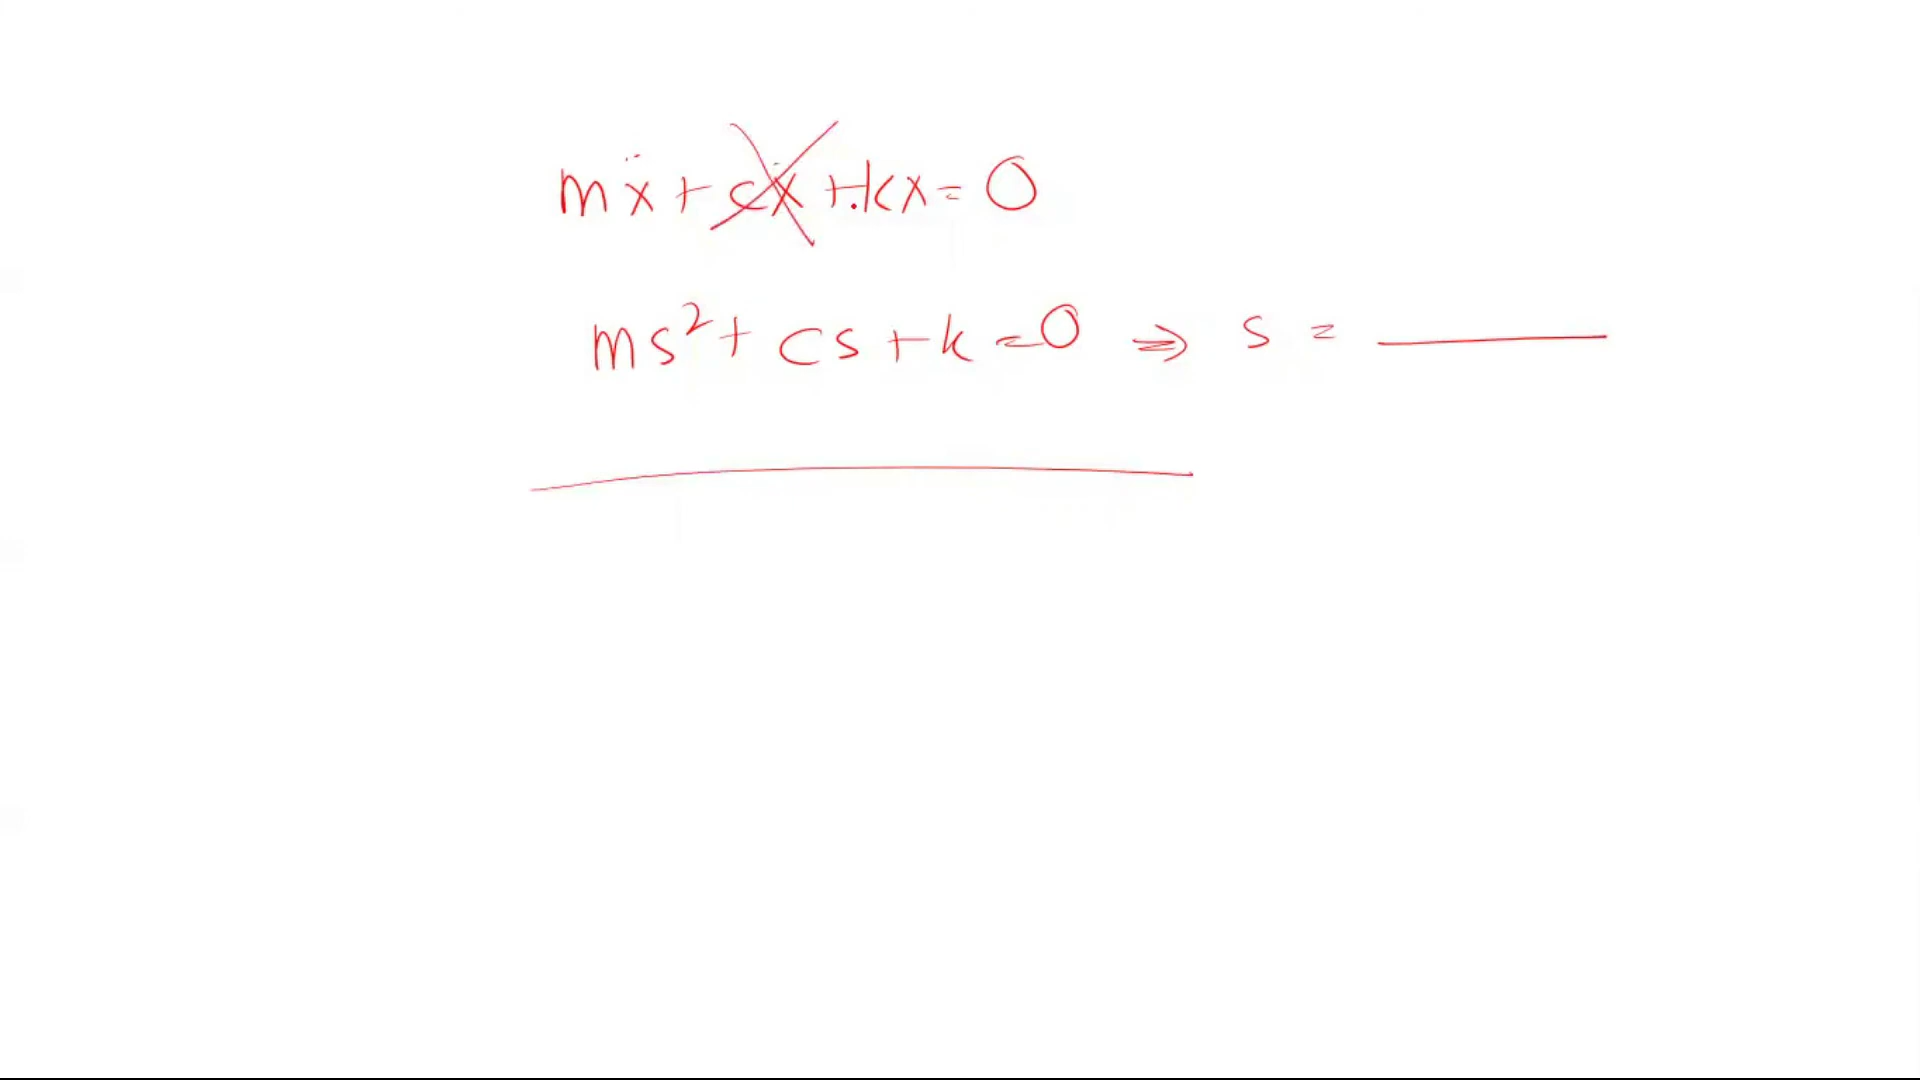 mẍ + cẋ + kx = 0
ms² + cs + k = 0 ⇒ s = ______